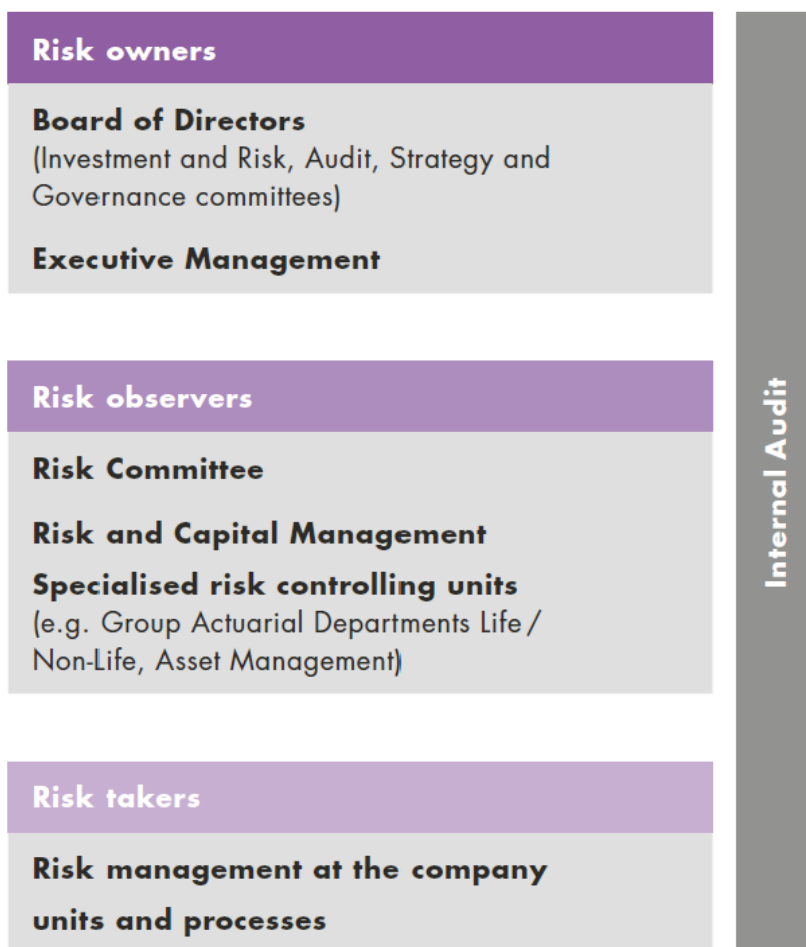 Risk owners
Board of Directors
(Investment and Risk, Audit, Strategy and
Governance committees)
Executive Management
Risk observers
Risk Committee
Risk and Capital Management
Specialised risk controlling units
(e.g. Group Actuarial Departments Life /
Non-Life, Asset Management)
Risk takers
Risk management at the company
units and processes
Internal Audit